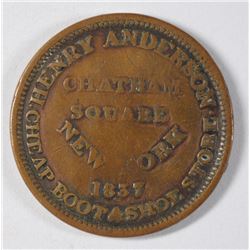 HENRY ANDERSON
CHATHAM
SQUARE
NEW YORK
1837
CHEAP BOOT & SHOE STORE